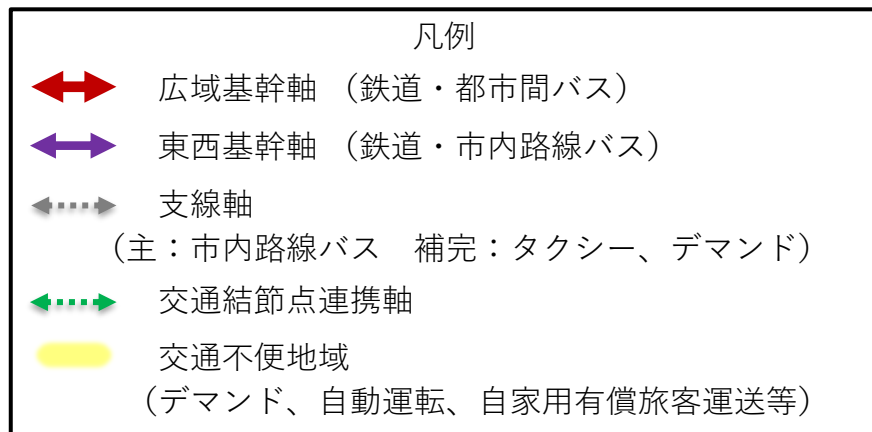 凡例
広域基幹軸 （鉄道・都市間バス）
東西基幹軸 （鉄道・市内路線バス）
支線軸
（主：市内路線バス　補完：タクシー、デマンド）
交通結節点連携軸
交通不便地域
（デマンド、自動運転、自家用有償旅客運送等）